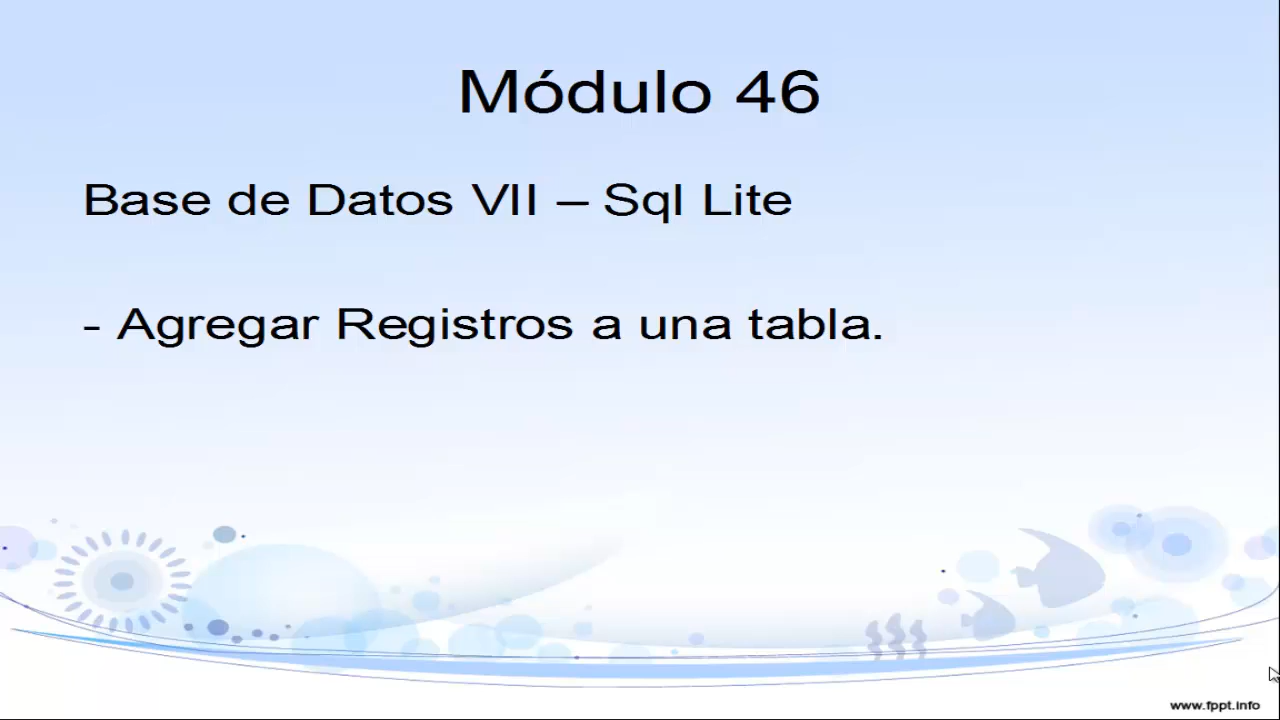 Módulo 46
Base de Datos VII – Sql Lite
- Agregar Registros a una tabla.
www.fppt.info